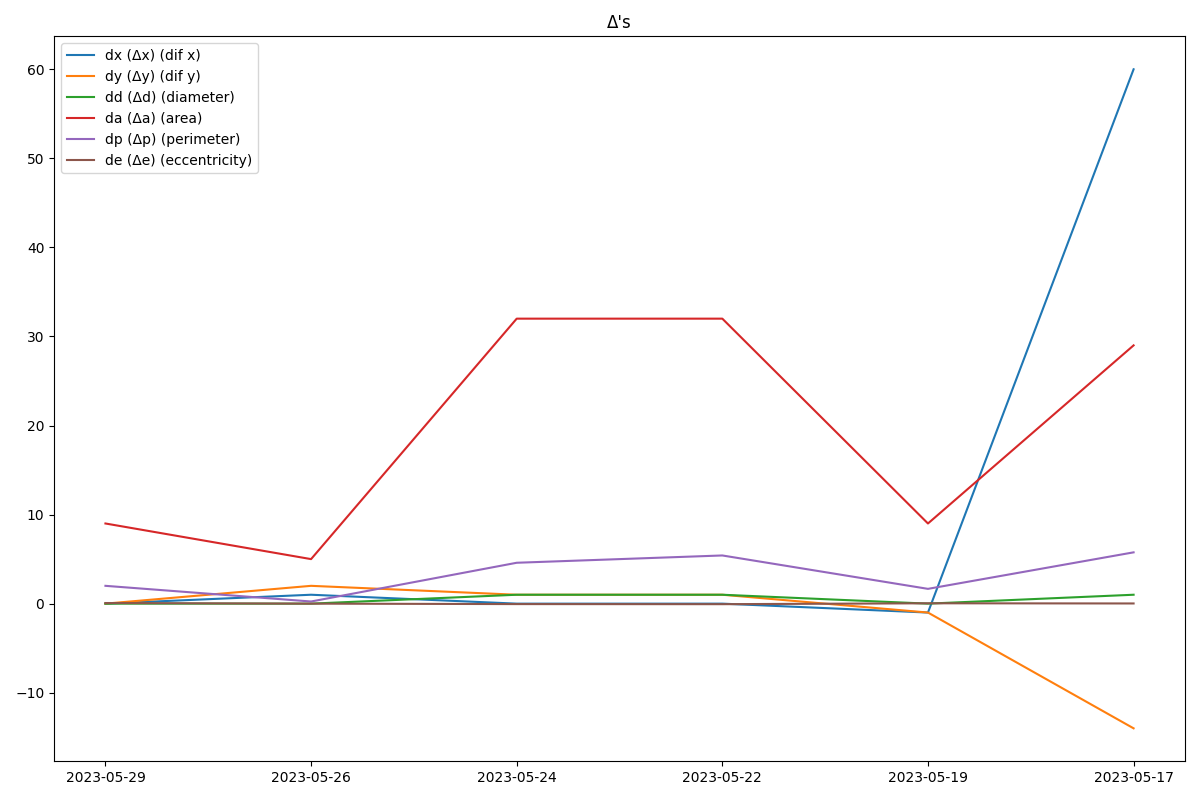 Δ's
dx (Δx) (dif x)
dy (Δy) (dif y)
dd (Δd) (diameter)
da (Δa) (area)
dp (Δp) (perimeter)
de (Δe) (eccentricity)
60
50
40
30
20
10
0
−10
2023-05-29 2023-05-26 2023-05-24 2023-05-22 2023-05-19 2023-05-17